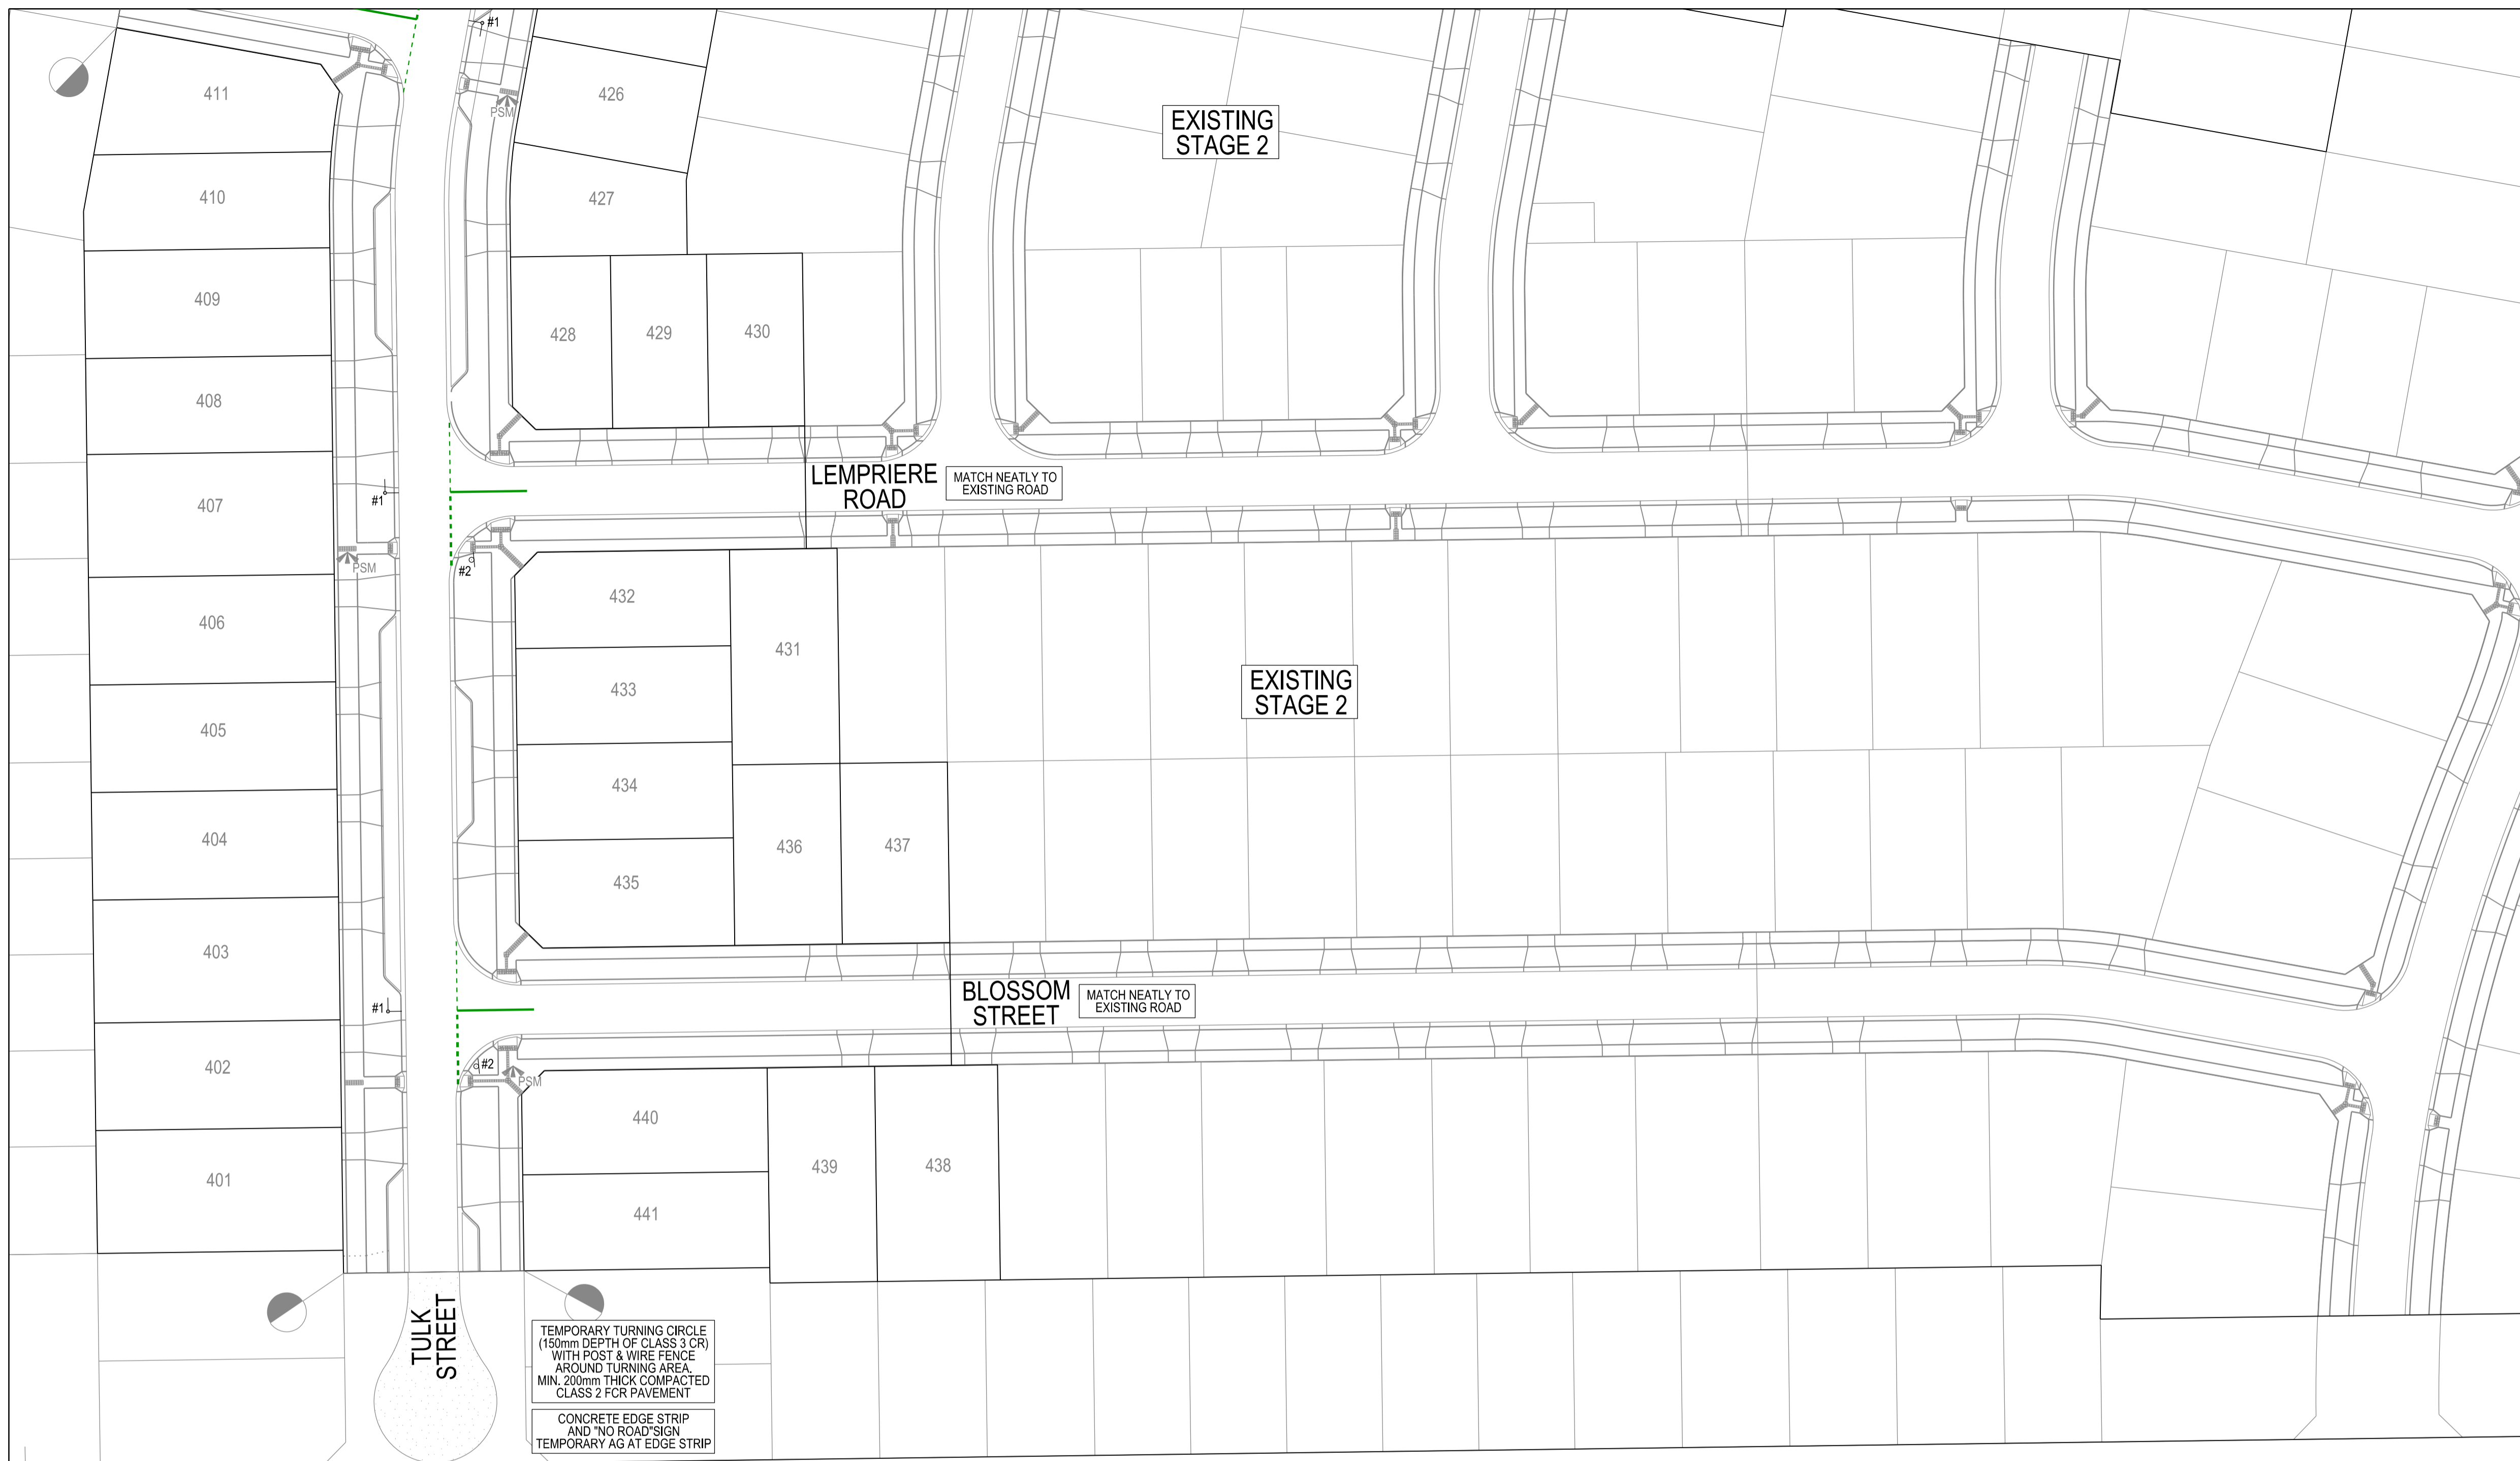 #1
411
426
PSM
EXISTING
STAGE 2
410
427
409
428
429
430
408
LEMPRIERE
ROAD
MATCH NEATLY TO
EXISTING ROAD
#1
407
PSM
#2
432
406
431
433
EXISTING
STAGE 2
405
434
404
436
437
435
403
BLOSSOM
STREET
MATCH NEATLY TO
EXISTING ROAD
#1
402
#2
PSM
440
439
438
401
441
TULK
STREET
TEMPORARY TURNING CIRCLE
(150mm DEPTH OF CLASS 3 CR)
WITH POST & WIRE FENCE
AROUND TURNING AREA.
MIN. 200mm THICK COMPACTED
CLASS 2 FCR PAVEMENT
CONCRETE EDGE STRIP
AND "NO ROAD"SIGN
TEMPORARY AG AT EDGE STRIP